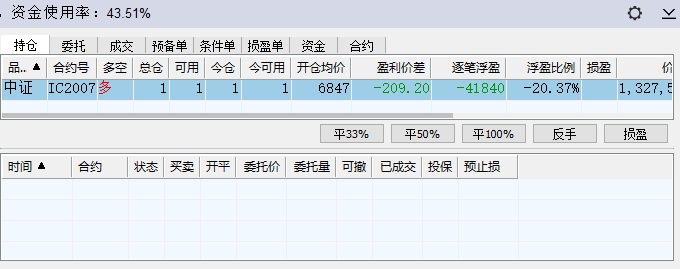 资金使用率：43.51%
持仓 委托 成交 预备单 条件单 损盈单 资金 合约
品.. ▲ 合约号 多空 总仓 可用 今仓 今可用 开仓均价 盈利价差 逐笔浮盈 浮盈比例 损盈 价
中证 IC2007 多 1 1 1 1 6847 -209.20 -41840 -20.37% 1,327,5
平33% 平50% 平100% 反手 损盈
时间 ▲ 合约 状态 买卖 开平 委托价 委托量 可撤 已成交 投保 预止损